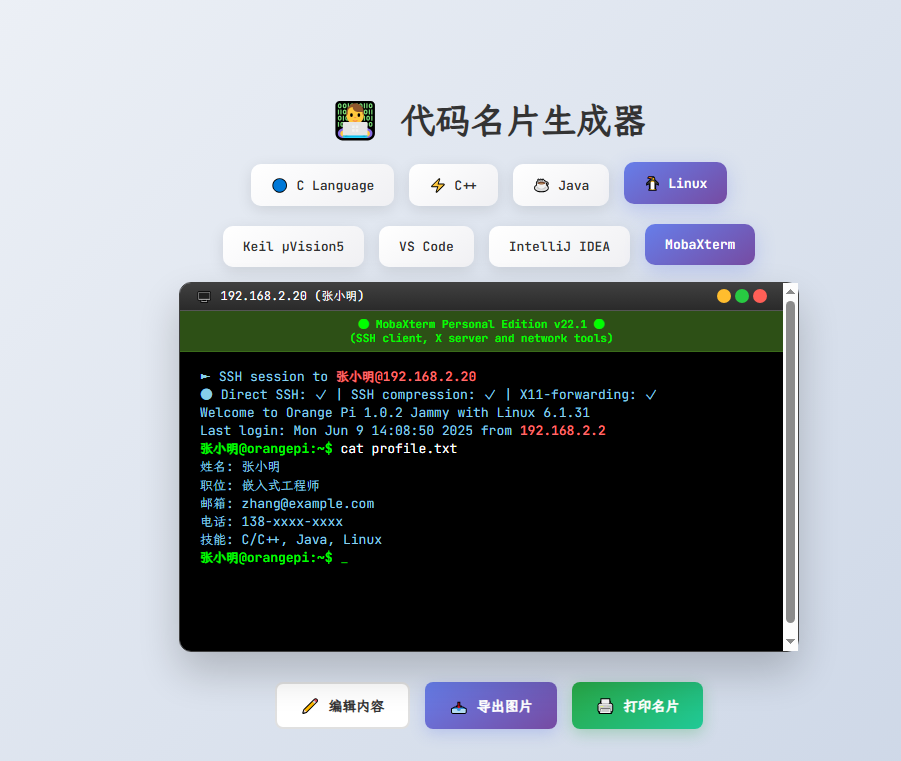 代码名片生成器
C Language
C++
Java
Linux
Keil μVision5
VS Code
IntelliJ IDEA
MobaXterm
192.168.2.20 (张小明)
● MobaXterm Personal Edition v22.1 ●
(SSH client, X server and network tools)
► SSH session to 张小明@192.168.2.20
● Direct SSH: ✓ | SSH compression: ✓ | X11-forwarding: ✓
Welcome to Orange Pi 1.0.2 Jammy with Linux 6.1.31
Last login: Mon Jun 9 14:08:50 2025 from 192.168.2.2
张小明@orangepi:~$ cat profile.txt
姓名: 张小明
职位: 嵌入式工程师
邮箱: zhang@example.com
电话: 138-xxxx-xxxx
技能: C/C++, Java, Linux
张小明@orangepi:~$ _
编辑内容
导出图片
打印名片